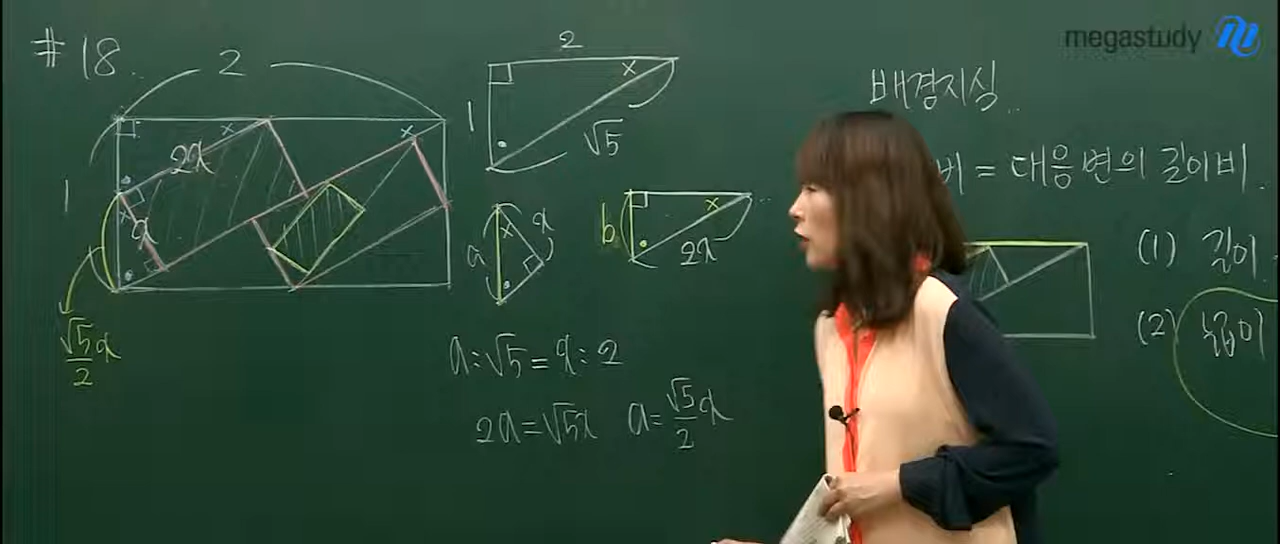 megastudy
#18.
2
1
2x
x
√5/2 x
2
1
√5
a
x
b
2x
a:√5=x:2
2a=√5x a=√5/2 x
배경지식..
비 = 대응변의 길이비.
(1) 길이
(2) 넓이